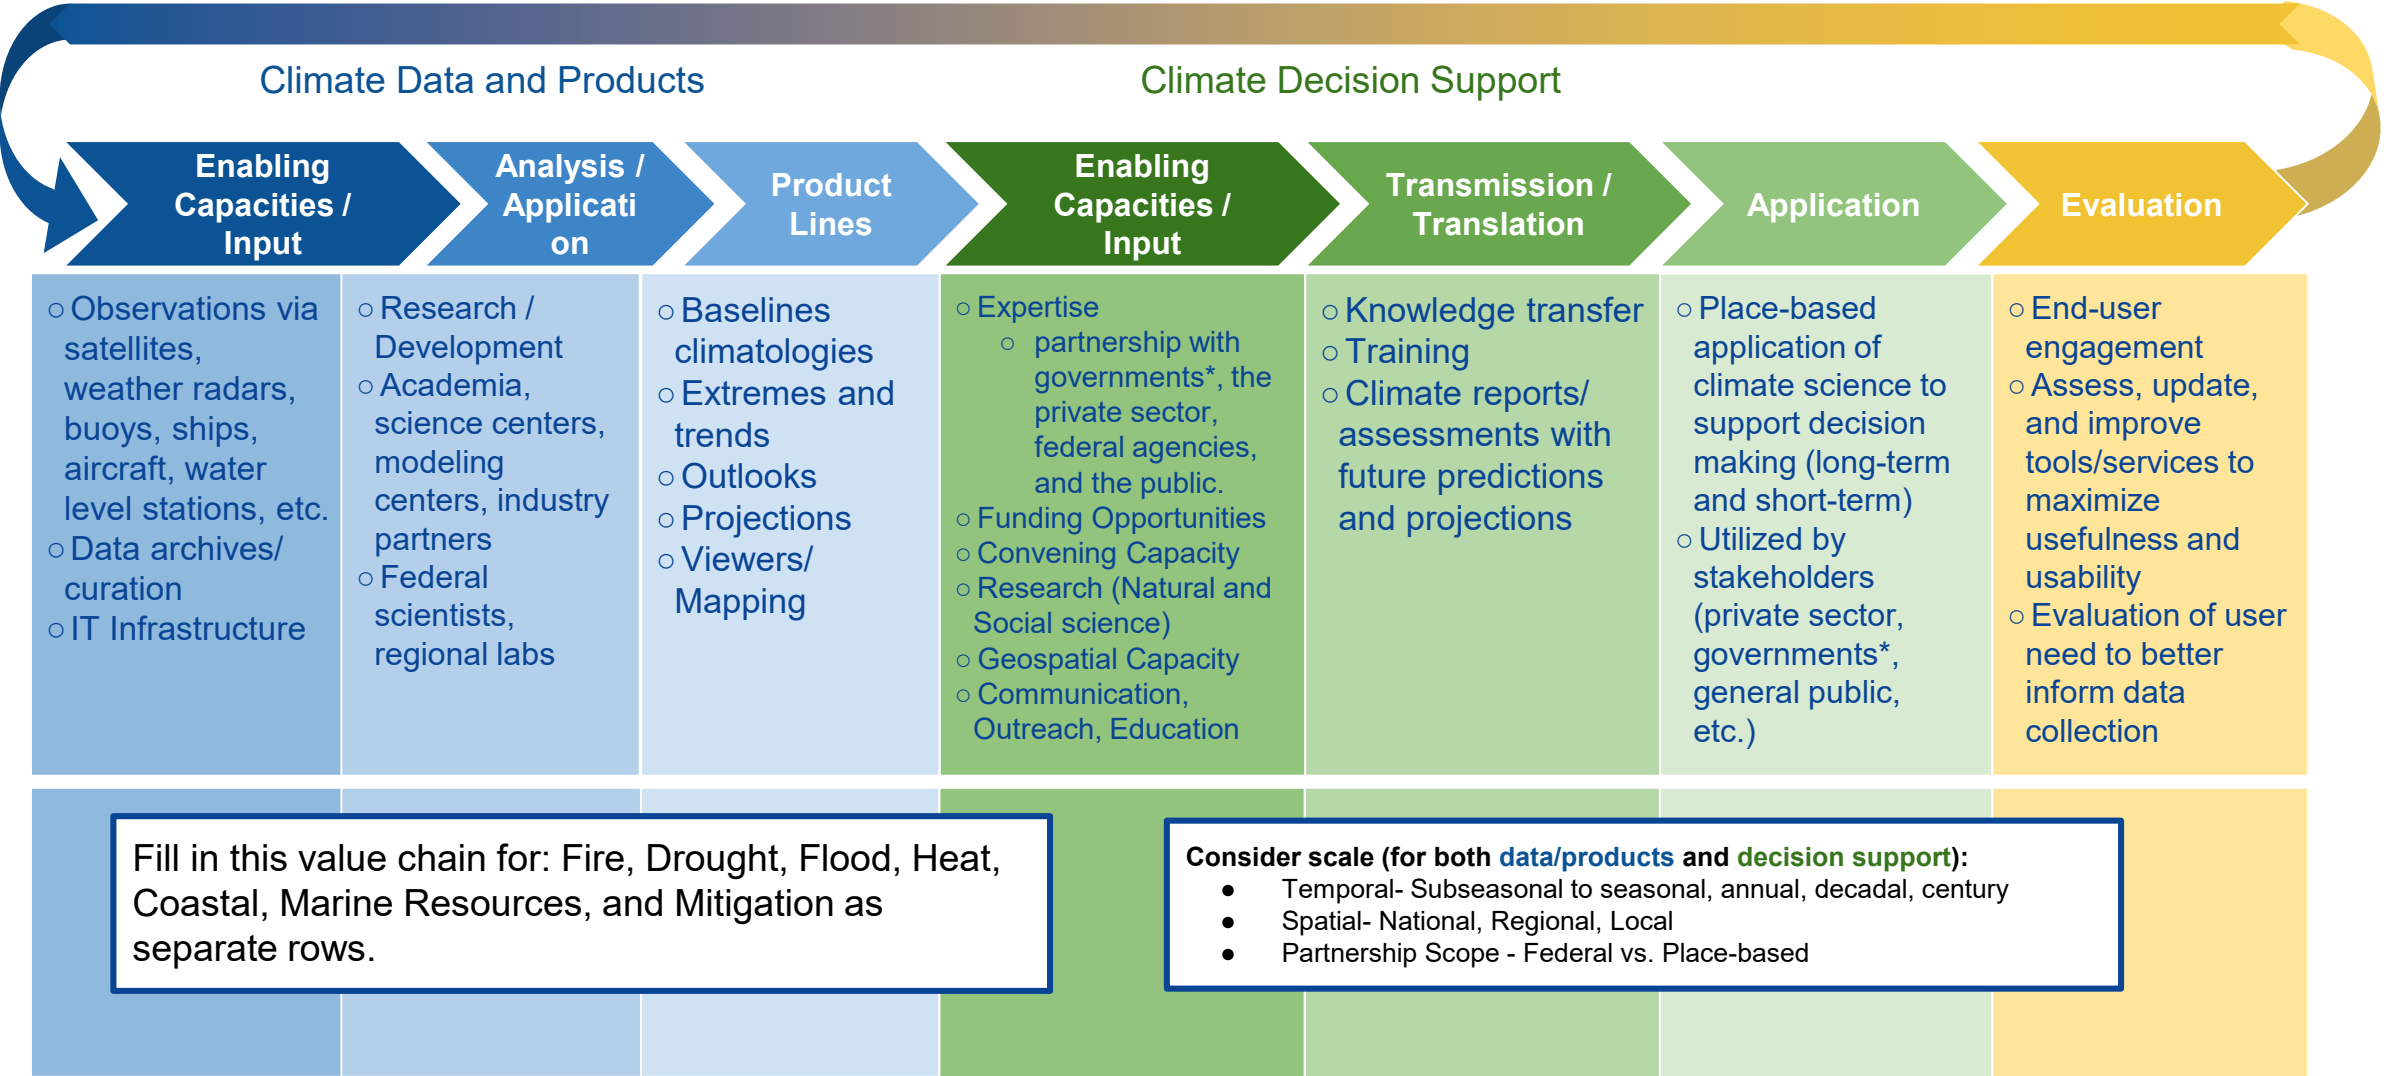 Climate Data and Products
Climate Decision Support
Enabling
Capacities /
Input
Analysis /
Applicati
on
Product
Lines
Enabling
Capacities /
Input
Transmission /
Translation
Application
Evaluation
○ Observations via
satellites,
weather radars,
buoys, ships,
aircraft, water
level stations, etc.
○ Data archives/
curation
○ IT Infrastructure
○ Research /
Development
○ Academia,
science centers,
modeling
centers, industry
partners
○ Federal
scientists,
regional labs
○ Baselines
climatologies
○ Extremes and
trends
○ Outlooks
○ Projections
○ Viewers/
Mapping
○ Expertise
○ partnership with
governments*, the
private sector,
federal agencies,
and the public.
○ Funding Opportunities
○ Convening Capacity
○ Research (Natural and
Social science)
○ Geospatial Capacity
○ Communication,
Outreach, Education
○ Knowledge transfer
○ Training
○ Climate reports/
assessments with
future predictions
and projections
○ Place-based
application of
climate science to
support decision
making (long-term
and short-term)
○ Utilized by
stakeholders
(private sector,
governments*,
general public,
etc.)
○ End-user
engagement
○ Assess, update,
and improve
tools/services to
maximize
usefulness and
usability
○ Evaluation of user
need to better
inform data
collection
Fill in this value chain for: Fire, Drought, Flood, Heat,
Coastal, Marine Resources, and Mitigation as
separate rows.
Consider scale (for both data/products and decision support):
● Temporal- Subseasonal to seasonal, annual, decadal, century
● Spatial- National, Regional, Local
● Partnership Scope - Federal vs. Place-based